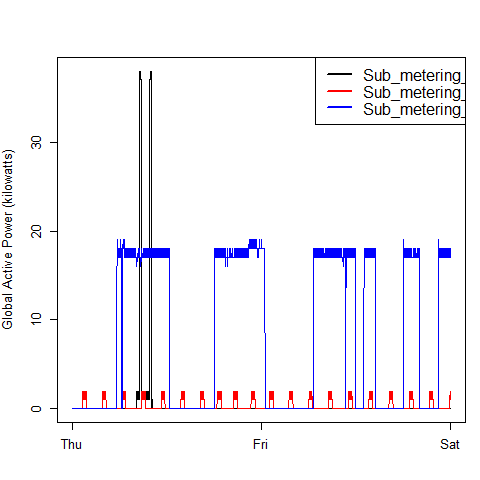 Sub_metering_
Sub_metering_
Sub_metering_
Global Active Power (kilowatts)
30
20
10
0
Thu Fri Sat